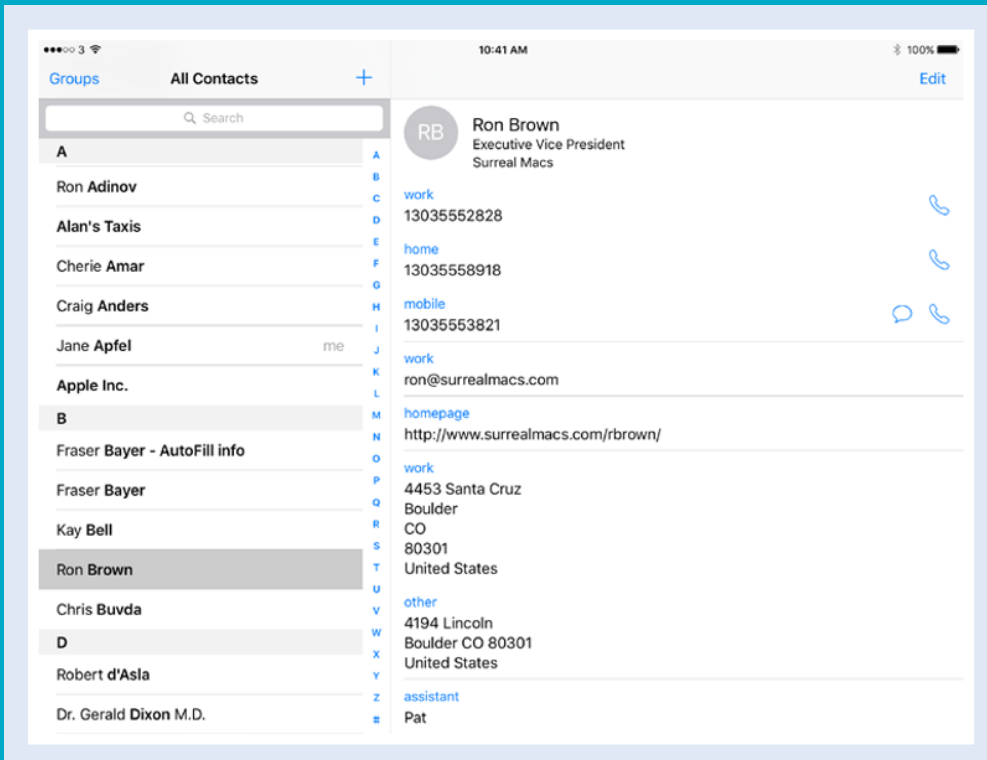 3
10:41 AM
100%
Groups
All Contacts
+
Edit
Search
A
Ron Adinov
Alan's Taxis
Cherie Amar
Craig Anders
Jane Apfel me
Apple Inc.
B
Fraser Bayer - AutoFill info
Fraser Bayer
Kay Bell
Ron Brown
Chris Buvda
D
Robert d'Asla
Dr. Gerald Dixon M.D.
A
B
C
D
E
F
G
H
I
J
K
L
M
N
O
P
Q
R
S
T
U
V
W
X
Y
Z
#
RB
Ron Brown
Executive Vice President
Surreal Macs
work
13035552828
home
13035558918
mobile
13035553821
work
ron@surrealmacs.com
homepage
http://www.surrealmacs.com/rbrown/
work
4453 Santa Cruz
Boulder
CO
80301
United States
other
4194 Lincoln
Boulder CO 80301
United States
assistant
Pat